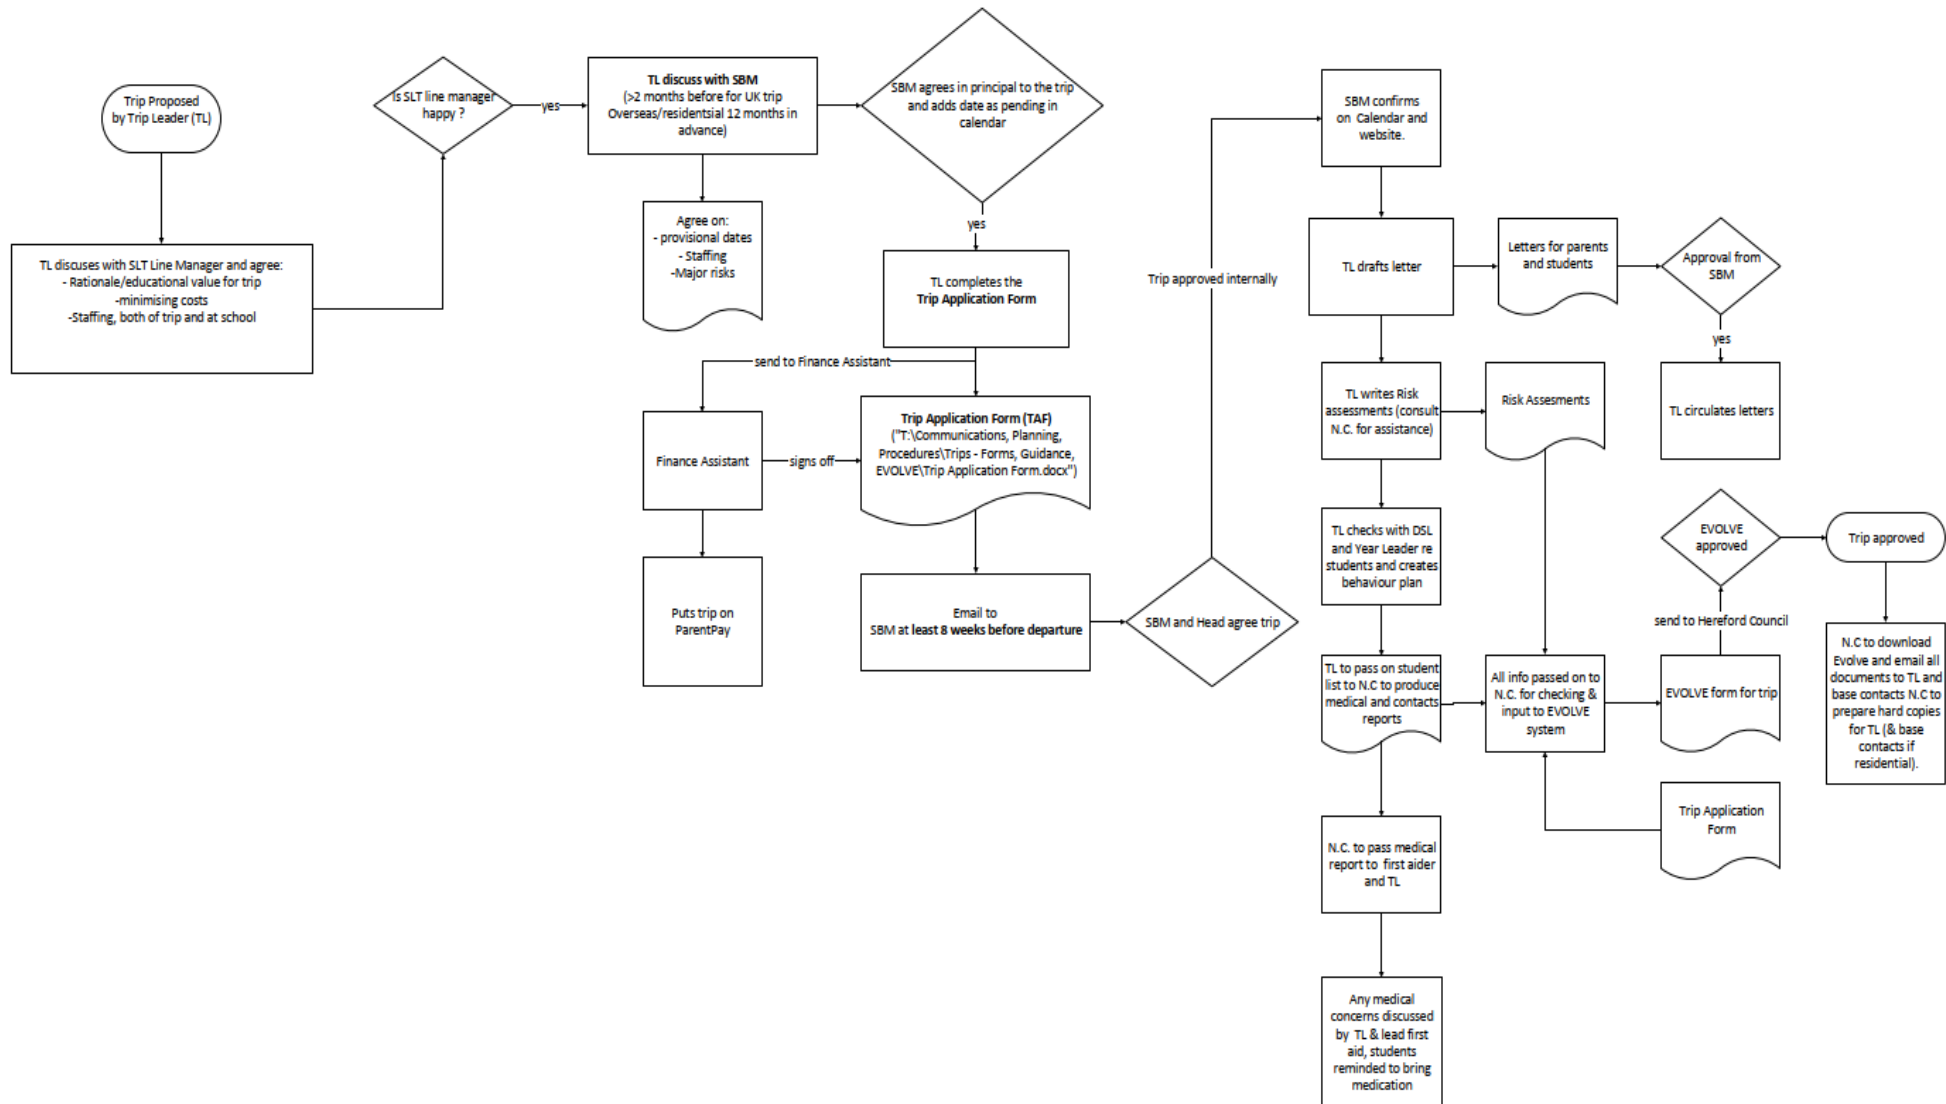 Trip Proposed
by Trip Leader (TL)
TL discusses with SLT Line Manager and agree:
- Rationale/educational value for trip
-minimising costs
-Staffing, both of trip and at school
Is SLT line manager
happy ?
yes
TL discuss with SBM
(>2 months before for UK trip
Overseas/residentsial 12 months in
advance)
Agree on:
- provisional dates
- Staffing
-Major risks
SBM agrees in principal to the trip
and adds date as pending in
calendar
yes
TL completes the
Trip Application Form
send to Finance Assistant
Finance Assistant
signs off
Trip Application Form (TAF)
("T:\Communications, Planning,
Procedures\Trips - Forms, Guidance,
EVOLVE\Trip Application Form.docx")
Puts trip on
ParentPay
Email to
SBM at least 8 weeks before departure
SBM and Head agree trip
Trip approved internally
SBM confirms
on Calendar and
website.
TL drafts letter
Letters for parents
and students
Approval from
SBM
yes
TL circulates letters
TL writes Risk
assessments (consult
N.C. for assistance)
Risk Assesments
TL checks with DSL
and Year Leader re
students and creates
behaviour plan
TL to pass on student
list to N.C to produce
medical and contacts
reports
All info passed on to
N.C. for checking &
input to EVOLVE
system
EVOLVE form for trip
send to Hereford Council
EVOLVE
approved
Trip approved
N.C to download
Evolve and email all
documents to TL and
base contacts N.C to
prepare hard copies
for TL (& base
contacts if
residential).
Trip Application
Form
N.C. to pass medical
report to first aider
and TL
Any medical
concerns discussed
by TL & lead first
aid, students
reminded to bring
medication